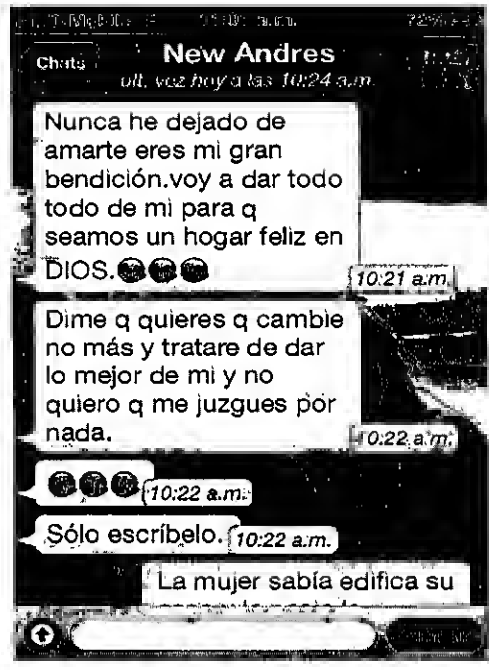 Chats
New Andres
ult. vez hoy a las 10:24 a.m.
Nunca he dejado de
amarte eres mi gran
bendición.voy a dar todo
todo de mi para q
seamos un hogar feliz en
DIOS.
10:21 a.m.
Dime q quieres q cambie
no más y tratare de dar
lo mejor de mi y no
quiero q me juzgues por
nada.
10:22 a.m.
10:22 a.m.
Sólo escríbelo.
10:22 a.m.
La mujer sabía edifica su